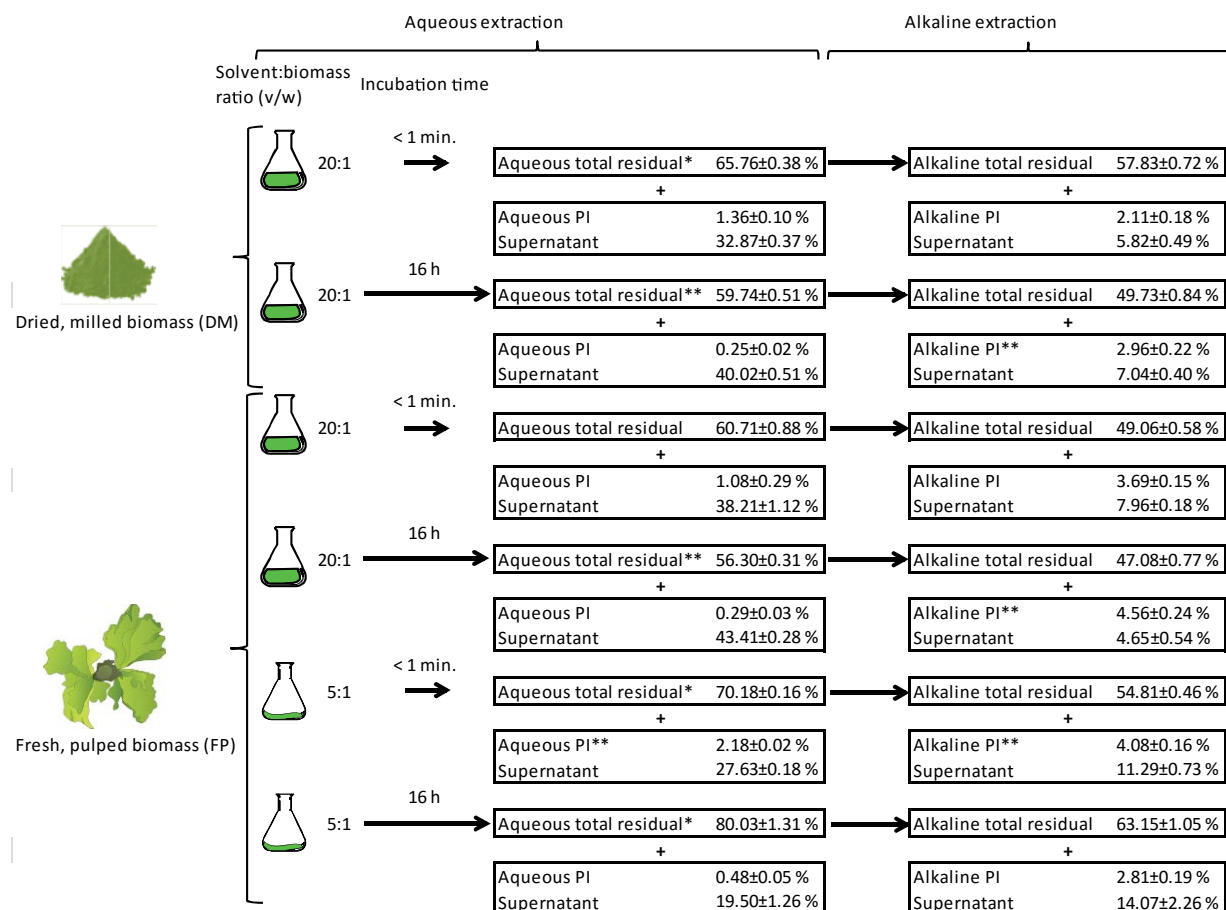 Aqueous extraction
Alkaline extraction
Solvent:biomass
ratio (v/w)
Incubation time
20:1
< 1 min.
Aqueous total residual* 65.76±0.38 %
Alkaline total residual 57.83±0.72 %
+
+
Aqueous PI 1.36±0.10 %
Supernatant 32.87±0.37 %
Alkaline PI 2.11±0.18 %
Supernatant 5.82±0.49 %
20:1
16 h
Aqueous total residual** 59.74±0.51 %
Alkaline total residual 49.73±0.84 %
+
+
Aqueous PI 0.25±0.02 %
Supernatant 40.02±0.51 %
Alkaline PI** 2.96±0.22 %
Supernatant 7.04±0.40 %
Dried, milled biomass (DM)
20:1
< 1 min.
Aqueous total residual 60.71±0.88 %
Alkaline total residual 49.06±0.58 %
+
+
Aqueous PI 1.08±0.29 %
Supernatant 38.21±1.12 %
Alkaline PI 3.69±0.15 %
Supernatant 7.96±0.18 %
20:1
16 h
Aqueous total residual** 56.30±0.31 %
Alkaline total residual 47.08±0.77 %
+
+
Aqueous PI 0.29±0.03 %
Supernatant 43.41±0.28 %
Alkaline PI** 4.56±0.24 %
Supernatant 4.65±0.54 %
5:1
< 1 min.
Aqueous total residual* 70.18±0.16 %
Alkaline total residual 54.81±0.46 %
+
+
Aqueous PI** 2.18±0.02 %
Supernatant 27.63±0.18 %
Alkaline PI** 4.08±0.16 %
Supernatant 11.29±0.73 %
Fresh, pulped biomass (FP)
5:1
16 h
Aqueous total residual* 80.03±1.31 %
Alkaline total residual 63.15±1.05 %
+
+
Aqueous PI 0.48±0.05 %
Supernatant 19.50±1.26 %
Alkaline PI 2.81±0.19 %
Supernatant 14.07±2.26 %